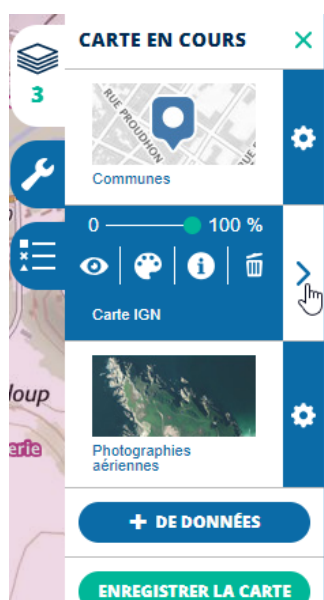 CARTE EN COURS
3
RUE PROUDHON
RUE
Communes
0 100 %
Carte IGN
loup
erie
Photographies
aériennes
+ DE DONNÉES
ENREGISTRER LA CARTE